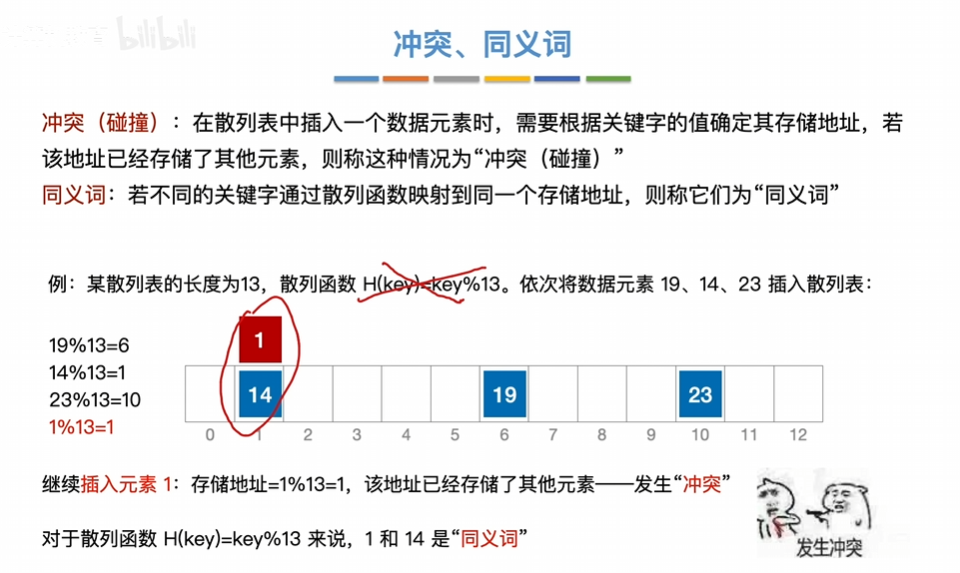 bilibili
冲突、同义词
冲突（碰撞）：在散列表中插入一个数据元素时，需要根据关键字的值确定其存储地址，若
该地址已经存储了其他元素，则称这种情况为“冲突（碰撞）”
同义词：若不同的关键字通过散列函数映射到同一个存储地址，则称它们为“同义词”
例：某散列表的长度为13，散列函数 H(key)=key%13。依次将数据元素 19、14、23 插入散列表：
19%13=6
14%13=1
23%13=10
1%13=1
1
14 19 23
0 1 2 3 4 5 6 7 8 9 10 11 12
继续插入元素 1：存储地址=1%13=1，该地址已经存储了其他元素——发生“冲突”
对于散列函数 H(key)=key%13 来说，1 和 14 是“同义词”
发生冲突